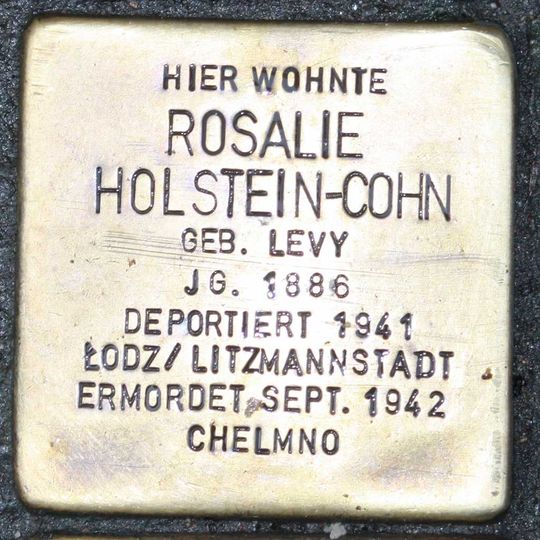 HIER WOHNTE
ROSALIE
HOLSTEIN-COHN
GEB. LEVY
JG. 1886
DEPORTIERT 1941
ŁODZ/LITZMANNSTADT
ERMORDET SEPT. 1942
CHELMNO